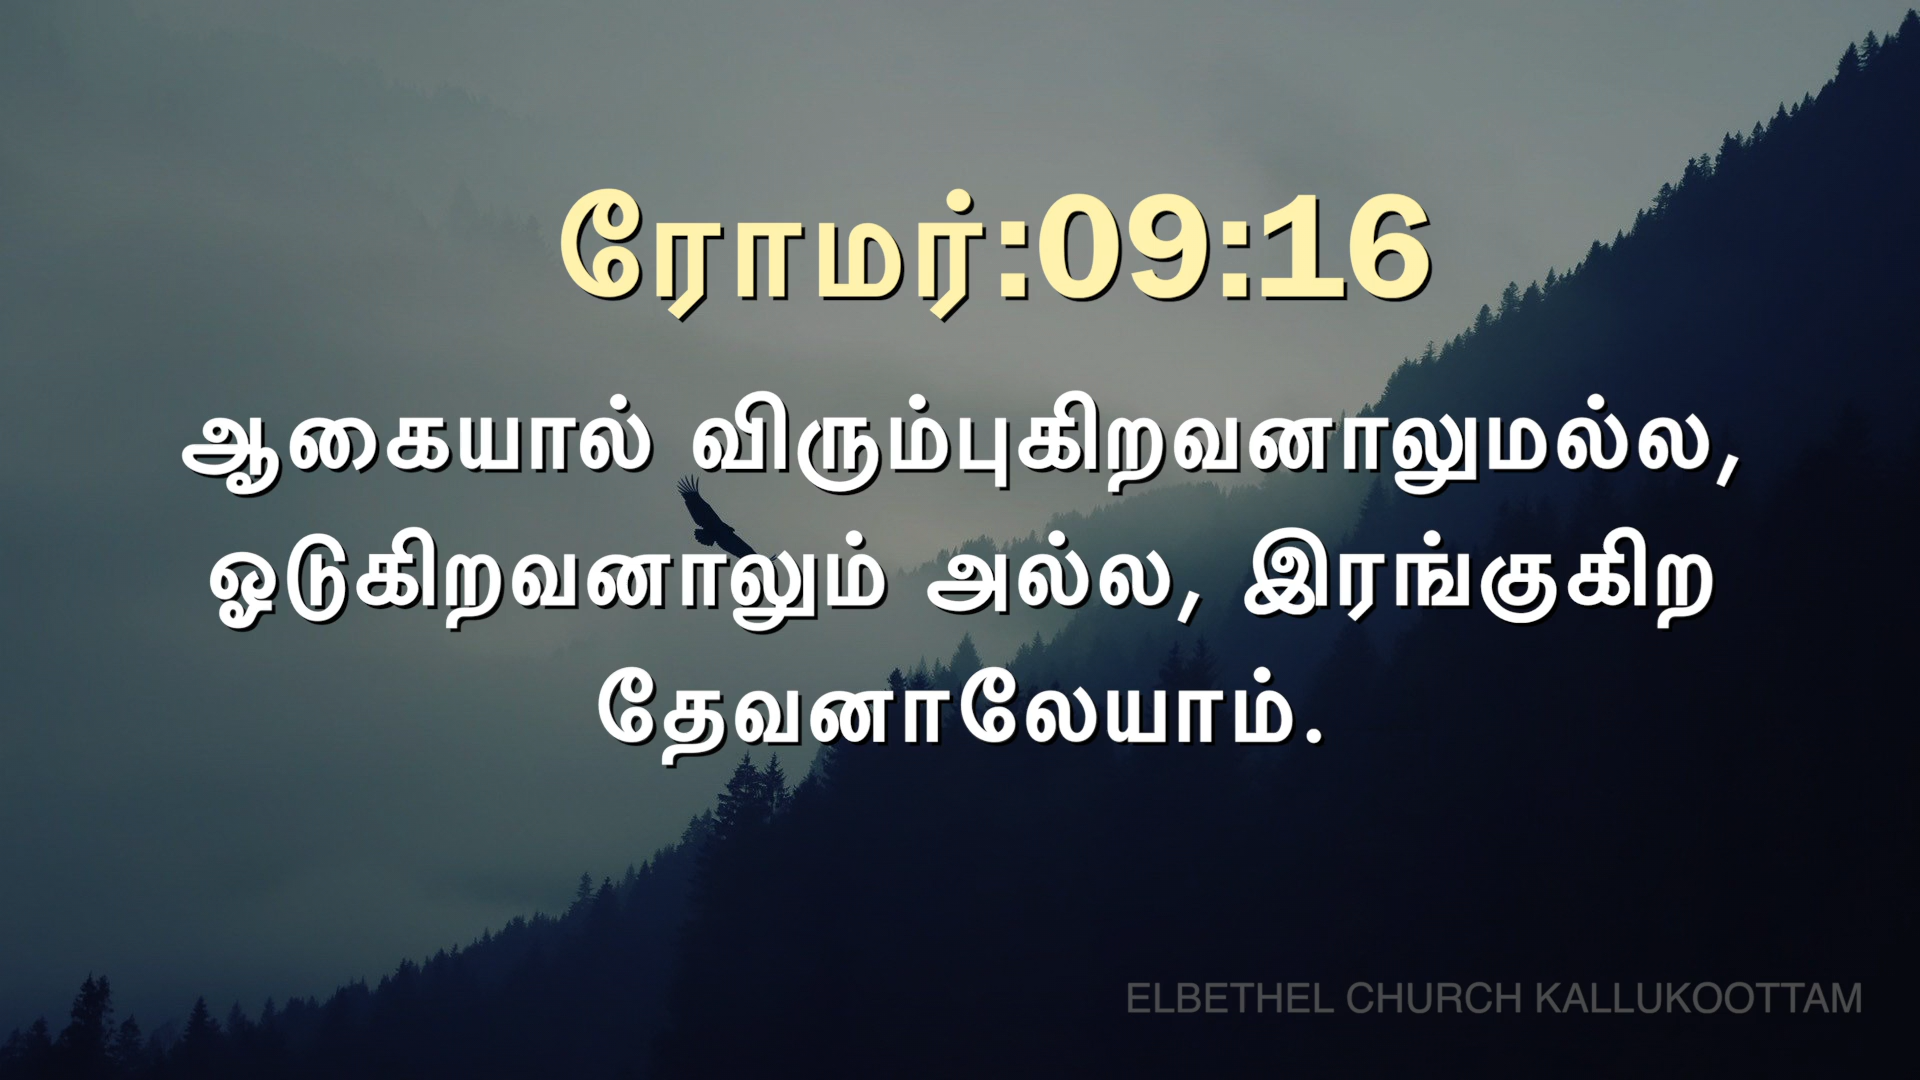 ரோமர்:09:16
ஆகையால் விரும்புகிறவனாலுமல்ல,
ஓடுகிறவனாலும் அல்ல, இரங்குகிற
தேவனாலேயாம்.
ELBETHEL CHURCH KALLUKOOTTAM